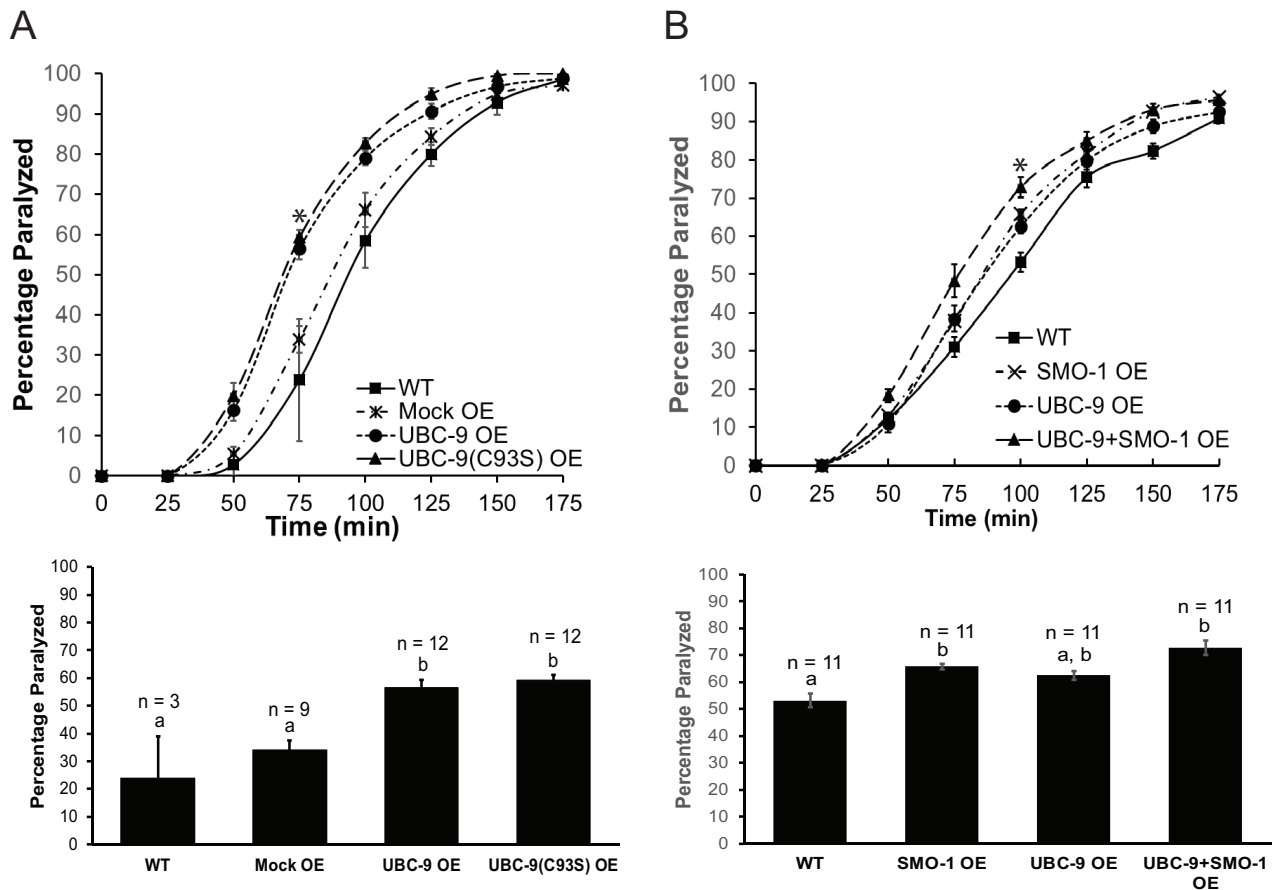 A
Percentage Paralyzed
100
90
80
70
60
50
40
30
20
10
0
*
WT
Mock OE
UBC-9 OE
UBC-9(C93S) OE
0 25 50 75 100 125 150 175
Time (min)
B
Percentage Paralyzed
100
90
80
70
60
50
40
30
20
10
0
*
WT
SMO-1 OE
UBC-9 OE
UBC-9+SMO-1 OE
0 25 50 75 100 125 150 175
Time (min)
Percentage Paralyzed
100
90
80
70
60
50
40
30
20
10
0
n = 3
a
n = 9
a
n = 12
b
n = 12
b
WT Mock OE UBC-9 OE UBC-9(C93S) OE
Percentage Paralyzed
100
90
80
70
60
50
40
30
20
10
0
n = 11
a
n = 11
b
n = 11
a, b
n = 11
b
WT SMO-1 OE UBC-9 OE UBC-9+SMO-1
OE